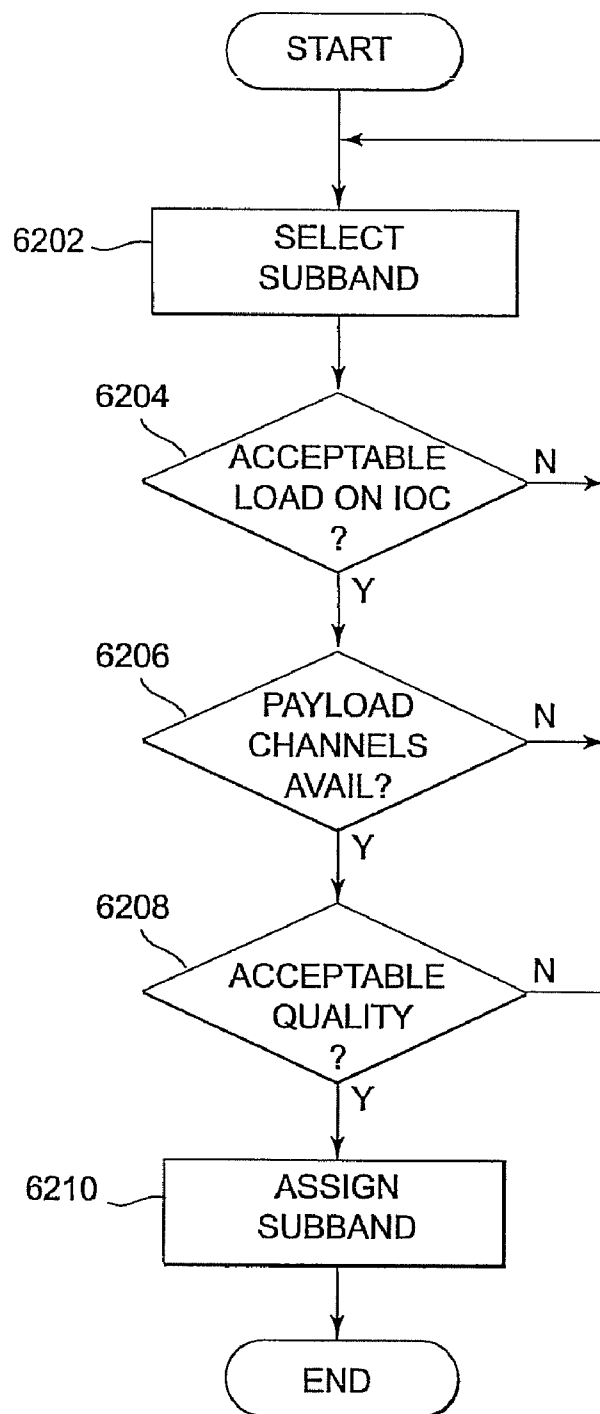 START
6202
SELECT
SUBBAND
6204
ACCEPTABLE
LOAD ON IOC
?
N
Y
6206
PAYLOAD
CHANNELS
AVAIL?
N
Y
6208
ACCEPTABLE
QUALITY
?
N
Y
6210
ASSIGN
SUBBAND
END